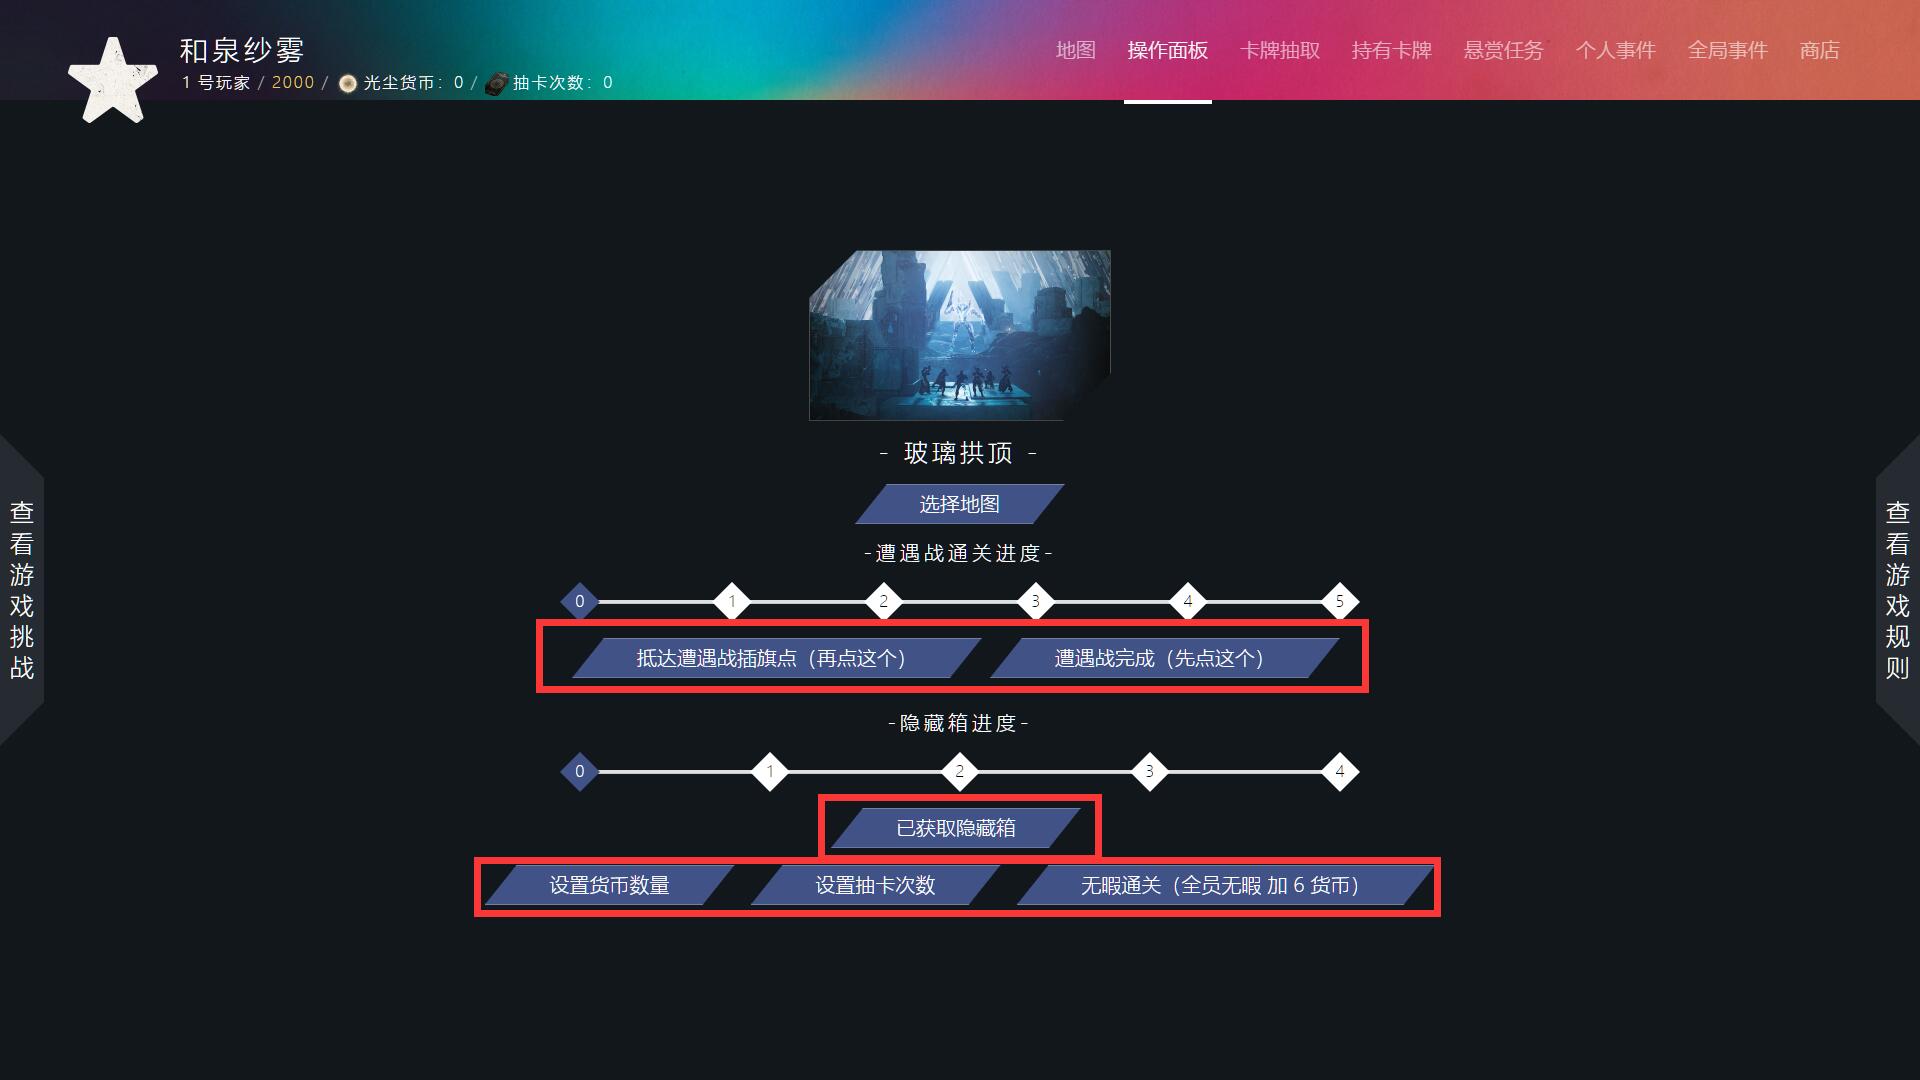 和泉纱雾
1 号玩家 / 2000 / 光尘货币：0 / 抽卡次数：0
地图 操作面板 卡牌抽取 持有卡牌 悬赏任务 个人事件 全局事件 商店
查看游戏挑战
- 玻璃拱顶 -
选择地图
-遭遇战通关进度-
0 1 2 3 4 5
抵达遭遇战插旗点（再点这个） 遭遇战完成（先点这个）
-隐藏箱进度-
0 1 2 3 4
已获取隐藏箱
设置货币数量 设置抽卡次数 无暇通关（全员无暇 加 6 货币）
查看游戏规则